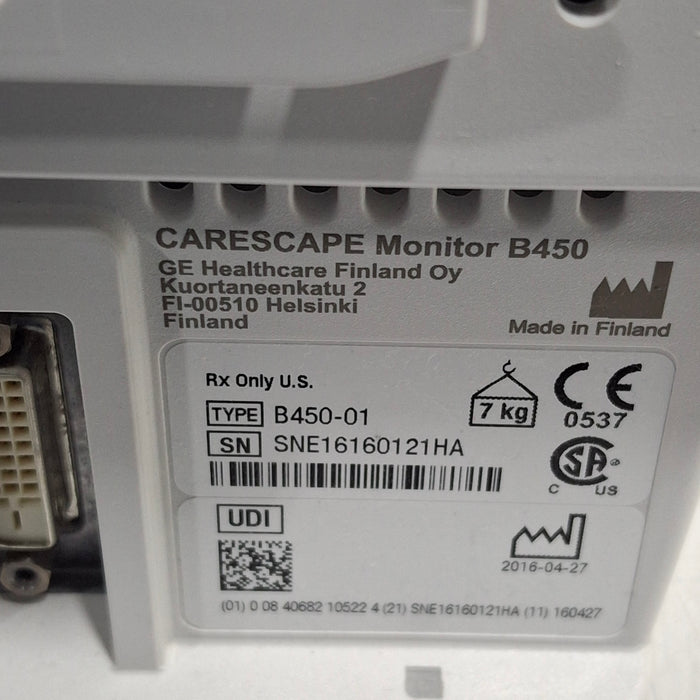 CARESCAPE Monitor B450
GE Healthcare Finland Oy
Kuortaneenkatu 2
FI-00510 Helsinki
Finland
Made in Finland
Rx Only U.S.
TYPE B450-01
SN SNE16160121HA
7 kg
CE
0537
SA
C US
UDI
2016-04-27
(01) 0 08 40682 10522 4 (21) SNE16160121HA (11) 160427